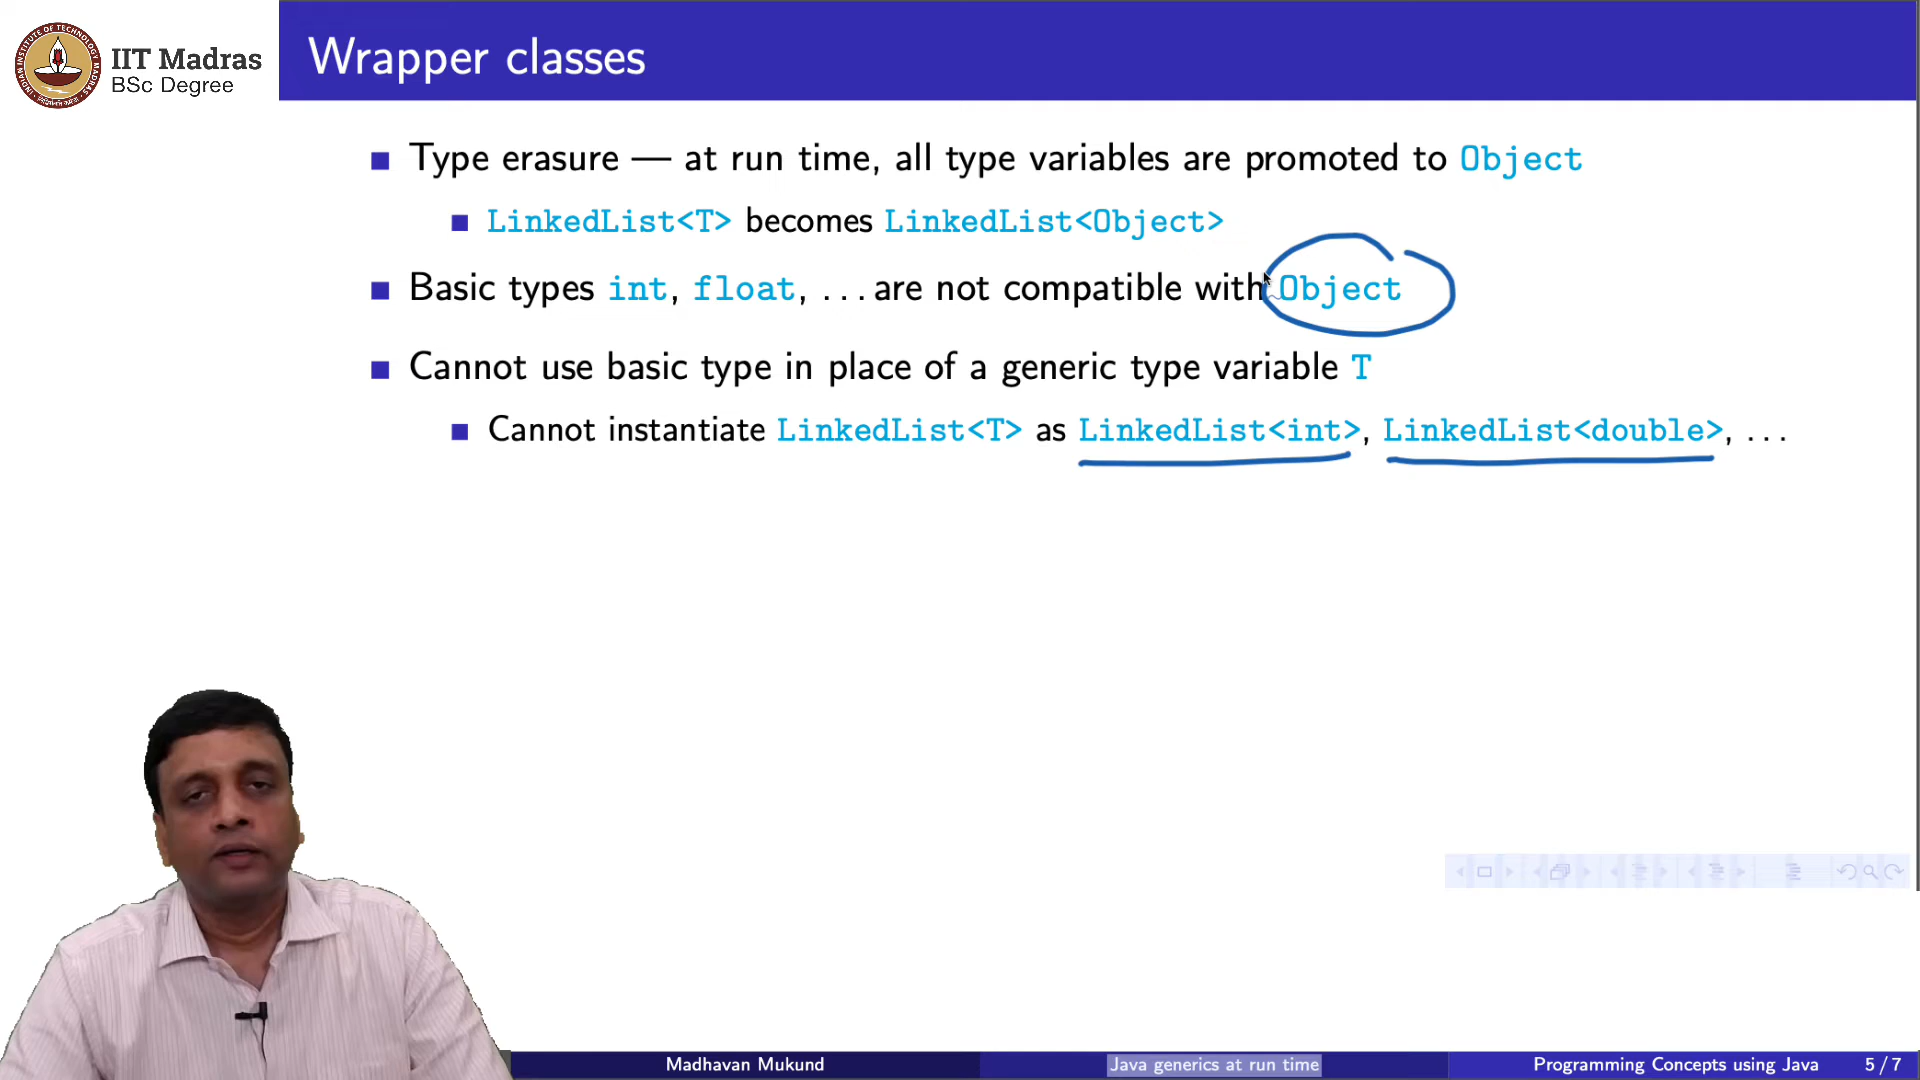 IIT Madras
BSc Degree
Wrapper classes
Type erasure — at run time, all type variables are promoted to Object
LinkedList<T> becomes LinkedList<Object>
Basic types int, float, ... are not compatible with Object
Cannot use basic type in place of a generic type variable T
Cannot instantiate LinkedList<T> as LinkedList<int>, LinkedList<double>, ...
Madhavan Mukund
Java generics at run time
Programming Concepts using Java
5 / 7